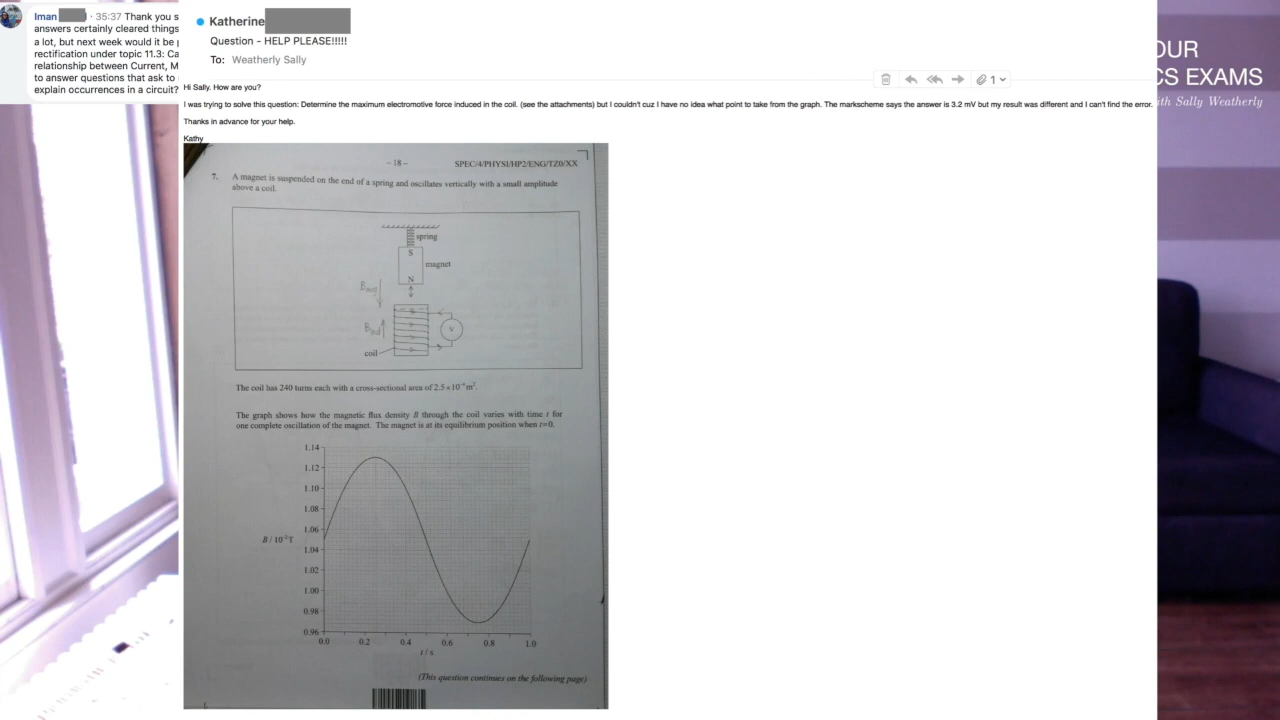 Iman · 35:37 Thank you s
answers certainly cleared things
a lot, but next week would it be
rectification under topic 11.3: Ca
relationship between Current, M
to answer questions that ask to
explain occurrences in a circuit?
Katherine
Question - HELP PLEASE!!!!!
To: Weatherly Sally
1
Hi Sally. How are you?
I was trying to solve this question: Determine the maximum electromotive force induced in the coil. (see the attachments) but I couldn't cuz I have no idea what point to take from the graph. The markscheme says the answer is 3.2 mV but my result was different and I can't find the error.
Thanks in advance for your help.
Kathy
OUR
CS EXAMS
ith Sally Weatherly
– 18 –
SPEC/4/PHYSI/HP2/ENG/TZ0/XX
7. A magnet is suspended on the end of a spring and oscillates vertically with a small amplitude
above a coil.
spring
S
magnet
N
V
coil
The coil has 240 turns each with a cross-sectional area of
The graph shows how the magnetic flux density B through the coil varies with time t for
one complete oscillation of the magnet. The magnet is at its equilibrium position when t=0.
1.14
1.12
1.10
1.08
1.06
B / 10⁻²T
1.04
1.02
1.00
0.98
0.96
0.0 0.2 0.4 0.6 0.8 1.0
t / s
(This question continues on the following page)